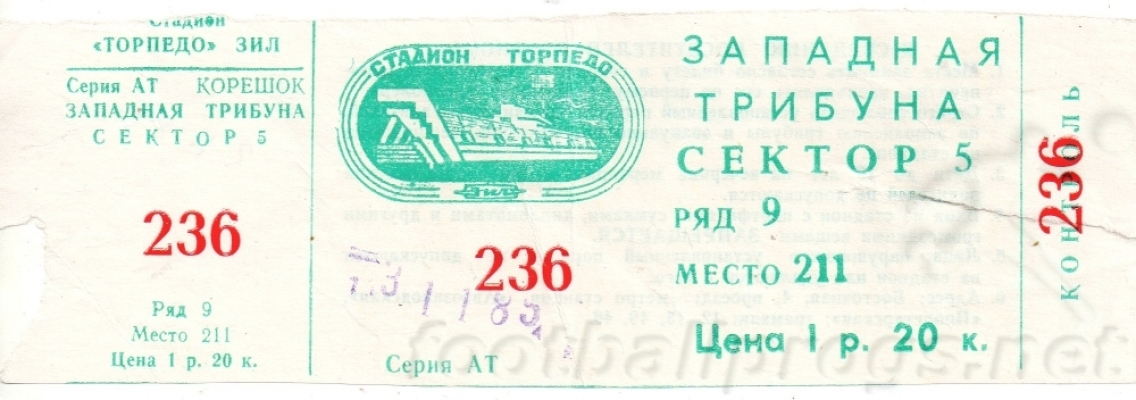 Стадион
«ТОРПЕДО» ЗИЛ
Серия АТ КОРЕШОК
ЗАПАДНАЯ ТРИБУНА
СЕКТОР 5
236
Ряд 9
Место 211
Цена 1 р. 20 к.
СТАДИОН ТОРПЕДО
ЗИЛ
236
Серия АТ
ЗАПАДНАЯ
ТРИБУНА
СЕКТОР 5
РЯД 9
МЕСТО 211
Цена 1 р. 20 к.
КОНТРОЛЬ
236
footballprogz.net